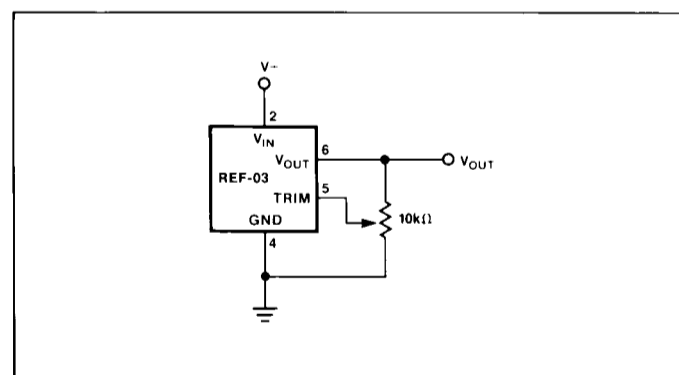 V-
2
VIN
VOUT
6
VOUT
REF-03
TRIM
5
10kΩ
GND
4